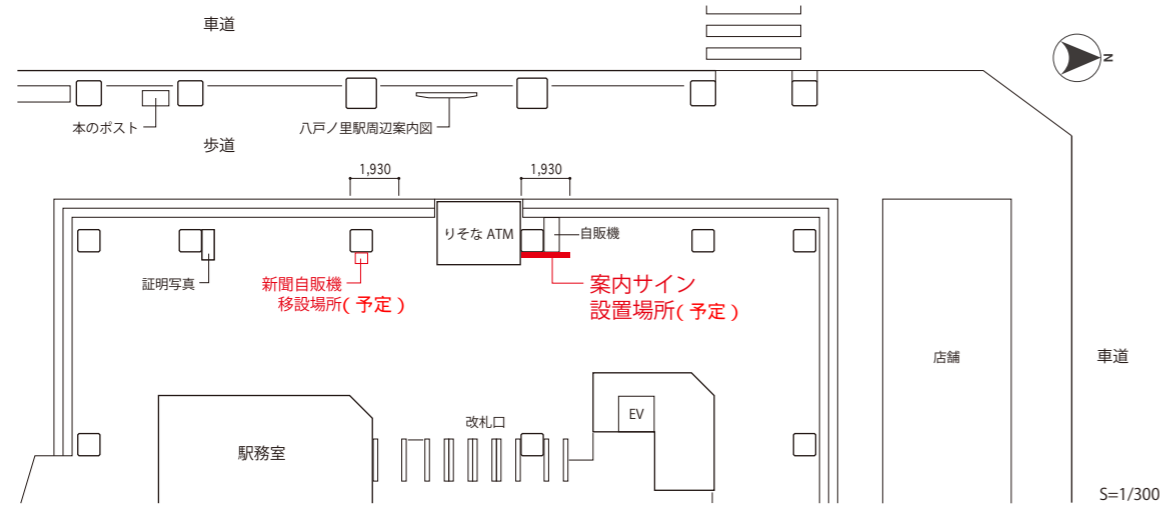 車道
N
本のポスト
八戸ノ里駅周辺案内図
歩道
1,930
1,930
りそな ATM
自販機
証明写真
新聞自販機
移設場所( 予定 )
案内サイン
設置場所( 予定 )
店舗
車道
EV
改札口
駅務室
S=1/300